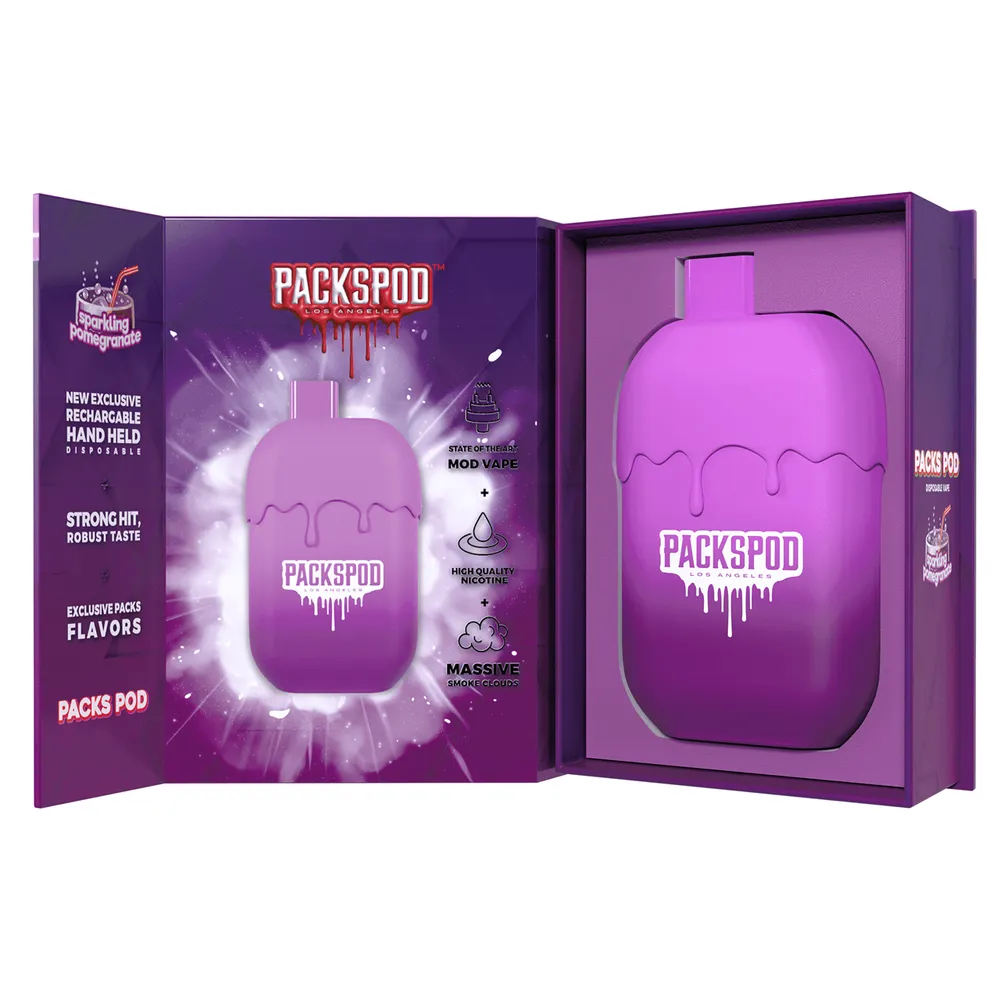 sparkling
pomegranate
NEW EXCLUSIVE
RECHARGABLE
HAND HELD
DISPOSABLE
+
STRONG HIT,
ROBUST TASTE
+
EXCLUSIVE PACKS
FLAVORS
PACKS POD
PACKSPOD™
LOS ANGELES
PACKSPOD
LOS ANGELES
STATE OF THE ART
MOD VAPE
+
HIGH QUALITY
NICOTINE
+
MASSIVE
SMOKE CLOUDS
PACKSPOD
LOS ANGELES
PACKS POD
DISPOSABLE VAPE
sparkling
pomegranate